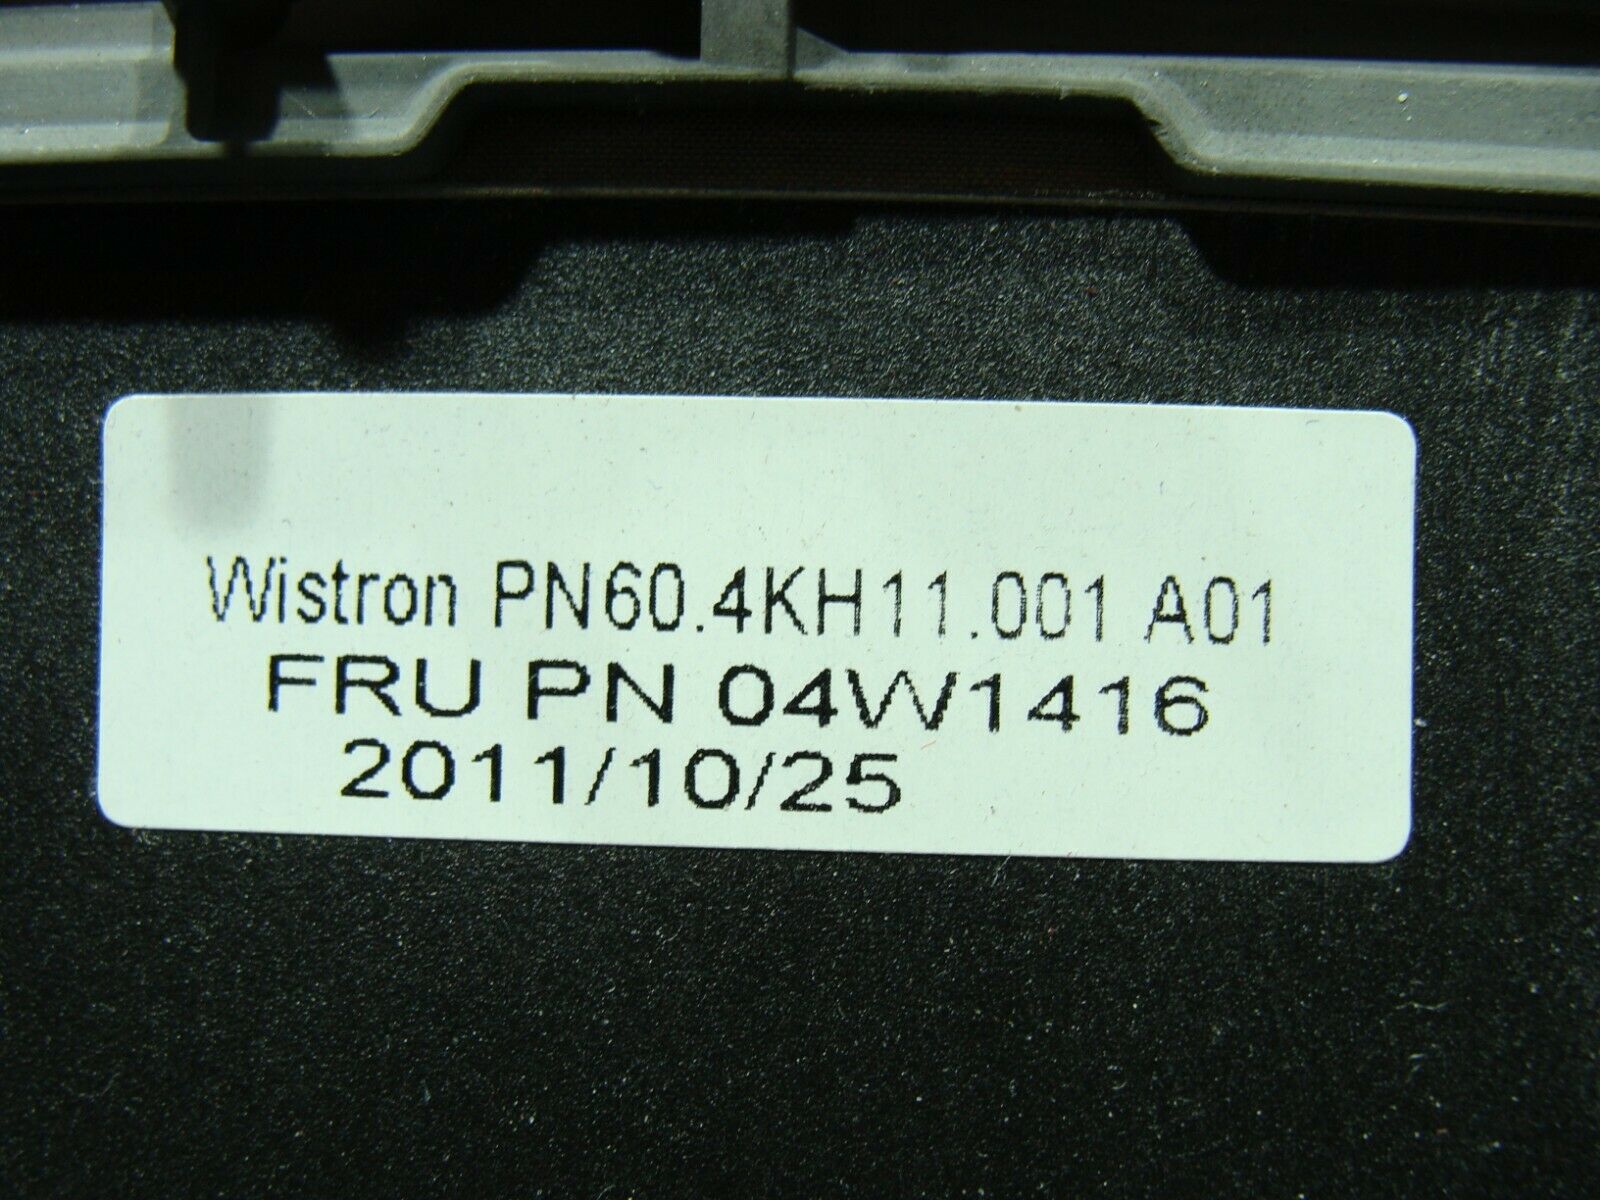 Wistron PN60.4KH11.001 A01
FRU PN 04W1416
2011/10/25